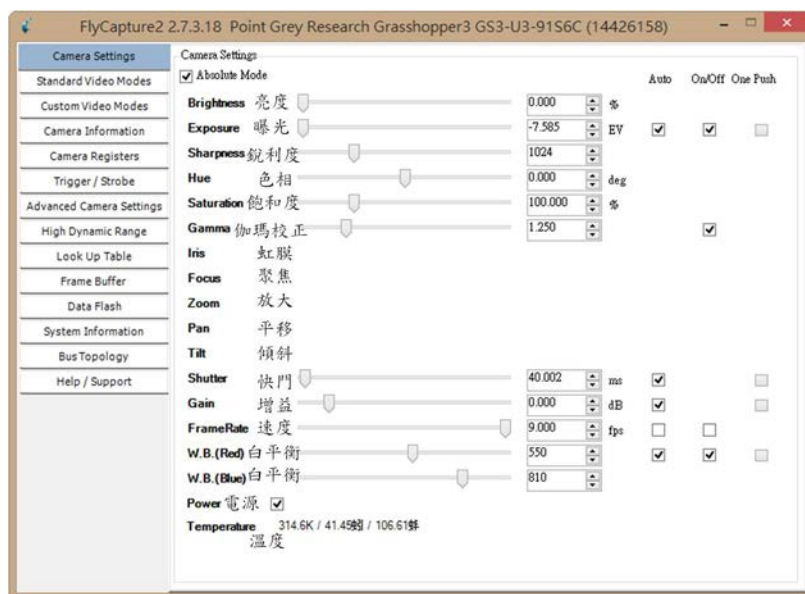 FlyCapture2 2.7.3.18 Point Grey Research Grasshopper3 GS3-U3-91S6C (14426158)
Camera Settings
Standard Video Modes
Custom Video Modes
Camera Information
Camera Registers
Trigger / Strobe
Advanced Camera Settings
High Dynamic Range
Look Up Table
Frame Buffer
Data Flash
System Information
Bus Topology
Help / Support
Camera Settings
Absolute Mode
Auto On/Off One Push
Brightness 亮度 0.000 %
Exposure 曝光 -7.585 EV
Sharpness 銳利度 1024
Hue 色相 0.000 deg
Saturation 飽和度 100.000 %
Gamma 伽瑪校正 1.250
Iris 虹膜
Focus 聚焦
Zoom 放大
Pan 平移
Tilt 傾斜
Shutter 快門 40.002 ms
Gain 增益 0.000 dB
FrameRate 速度 9.000 fps
W.B.(Red) 白平衡 550
W.B.(Blue) 白平衡 810
Power 電源
Temperature 314.6K / 41.45 / 106.61
溫度